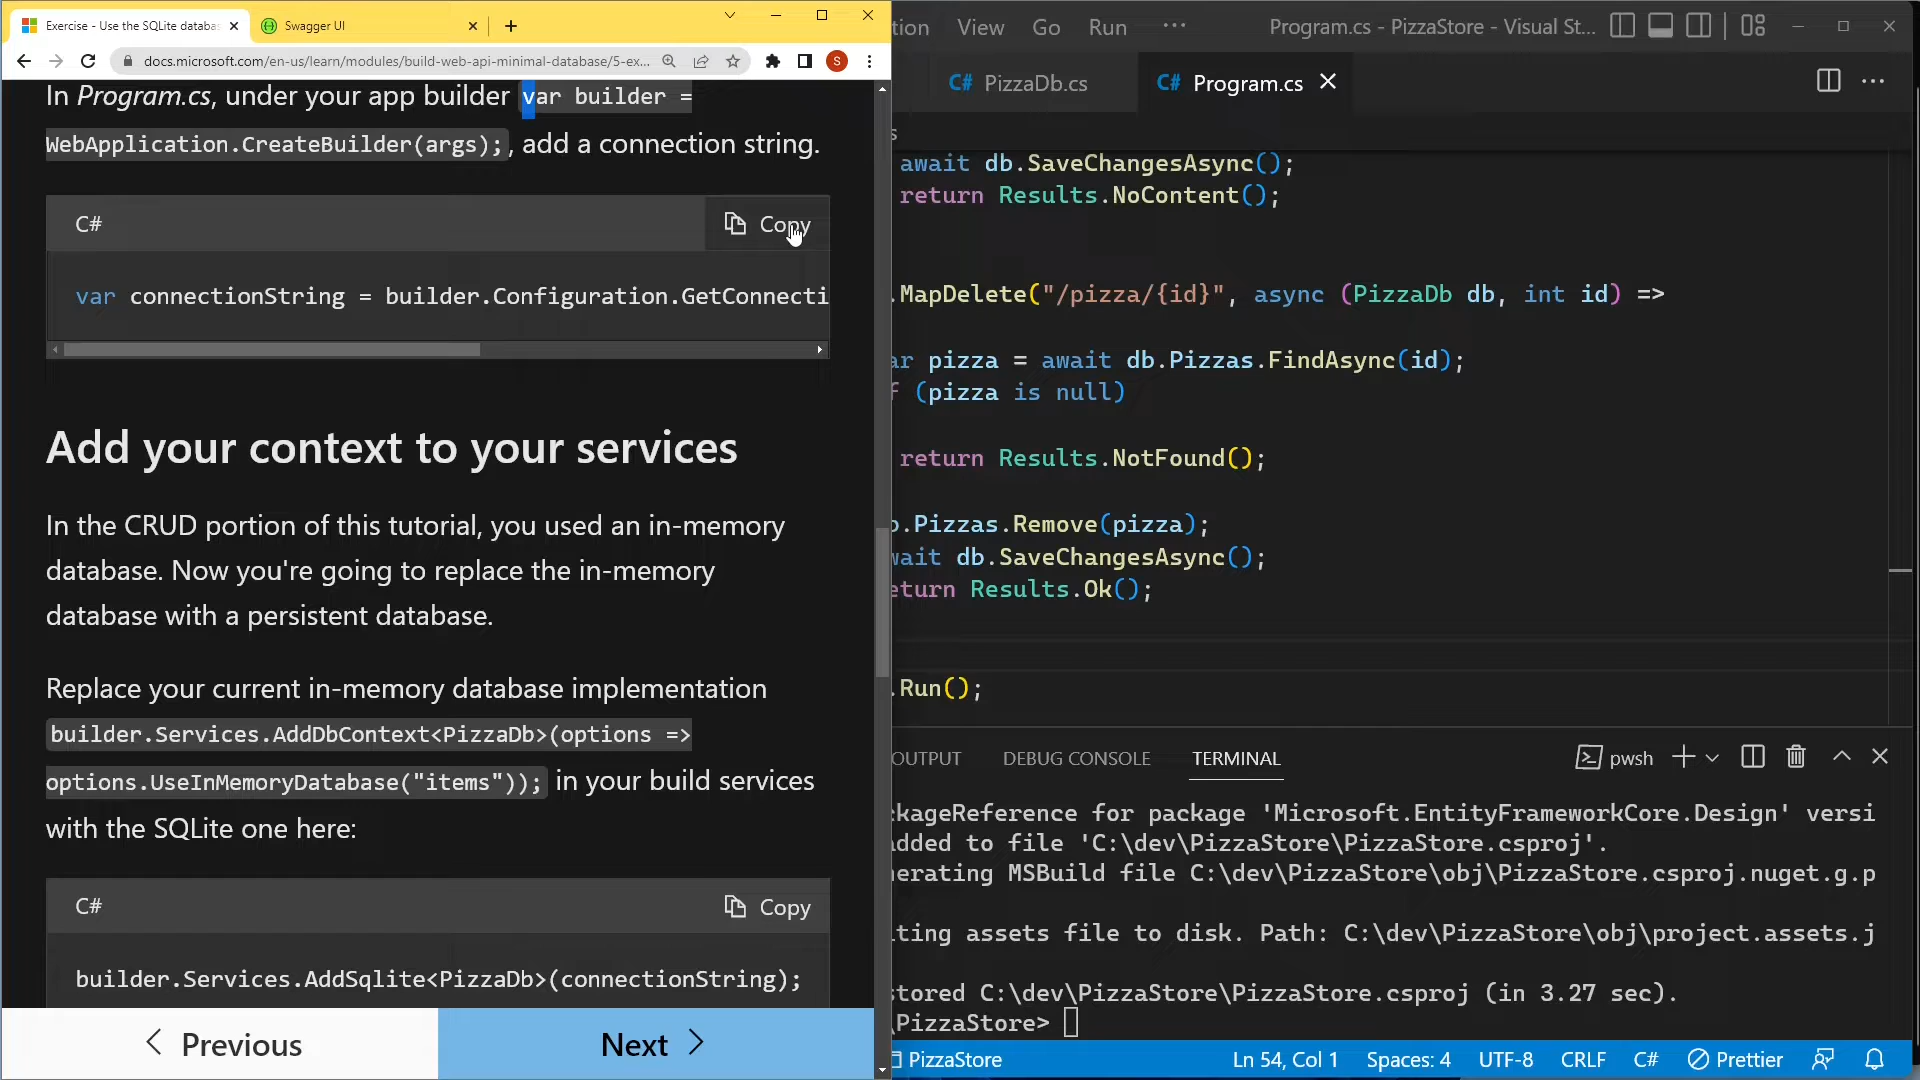 Exercise - Use the SQLite databas
Swagger UI
docs.microsoft.com/en-us/learn/modules/build-web-api-minimal-database/5-ex...
S
In Program.cs, under your app builder var builder =
WebApplication.CreateBuilder(args);, add a connection string.
C#
Copy
var connectionString = builder.Configuration.GetConnecti
Add your context to your services
In the CRUD portion of this tutorial, you used an in-memory
database. Now you're going to replace the in-memory
database with a persistent database.
Replace your current in-memory database implementation
builder.Services.AddDbContext<PizzaDb>(options =>
options.UseInMemoryDatabase("items")); in your build services
with the SQLite one here:
C#
Copy
builder.Services.AddSqlite<PizzaDb>(connectionString);
Previous
Next
tion View Go Run ···
Program.cs - PizzaStore - Visual St...
C# PizzaDb.cs
C# Program.cs
s
await db.SaveChangesAsync();
return Results.NoContent();
.MapDelete("/pizza/{id}", async (PizzaDb db, int id) =>
ar pizza = await db.Pizzas.FindAsync(id);
f (pizza is null)
return Results.NotFound();
b.Pizzas.Remove(pizza);
wait db.SaveChangesAsync();
eturn Results.Ok();
.Run();
OUTPUT DEBUG CONSOLE TERMINAL
pwsh
ckageReference for package 'Microsoft.EntityFrameworkCore.Design' versi
added to file 'C:\dev\PizzaStore\PizzaStore.csproj'.
nerating MSBuild file C:\dev\PizzaStore\obj\PizzaStore.csproj.nuget.g.p
iting assets file to disk. Path: C:\dev\PizzaStore\obj\project.assets.j
stored C:\dev\PizzaStore\PizzaStore.csproj (in 3.27 sec).
\PizzaStore>
PizzaStore
Ln 54, Col 1 Spaces: 4 UTF-8 CRLF C# Prettier